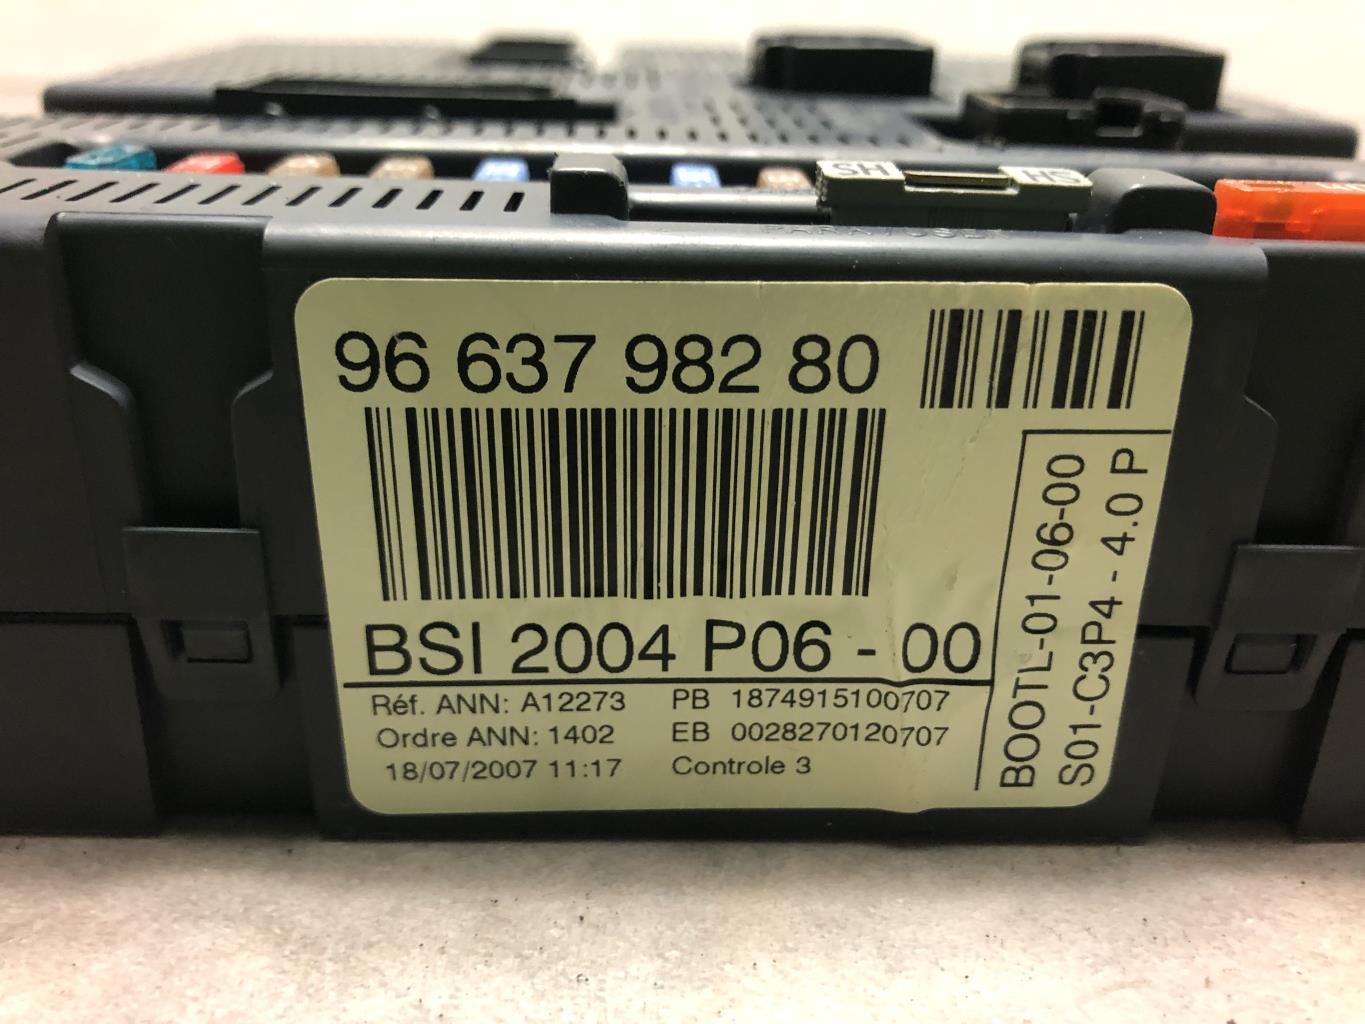 SH HS
96 637 982 80
BSI 2004 P06 - 00
Réf. ANN: A12273 PB 1874915100707
Ordre ANN: 1402 EB 0028270120707
18/07/2007 11:17 Controle 3
BOOTL-01-06-00
S01-C3P4 - 4.0 P